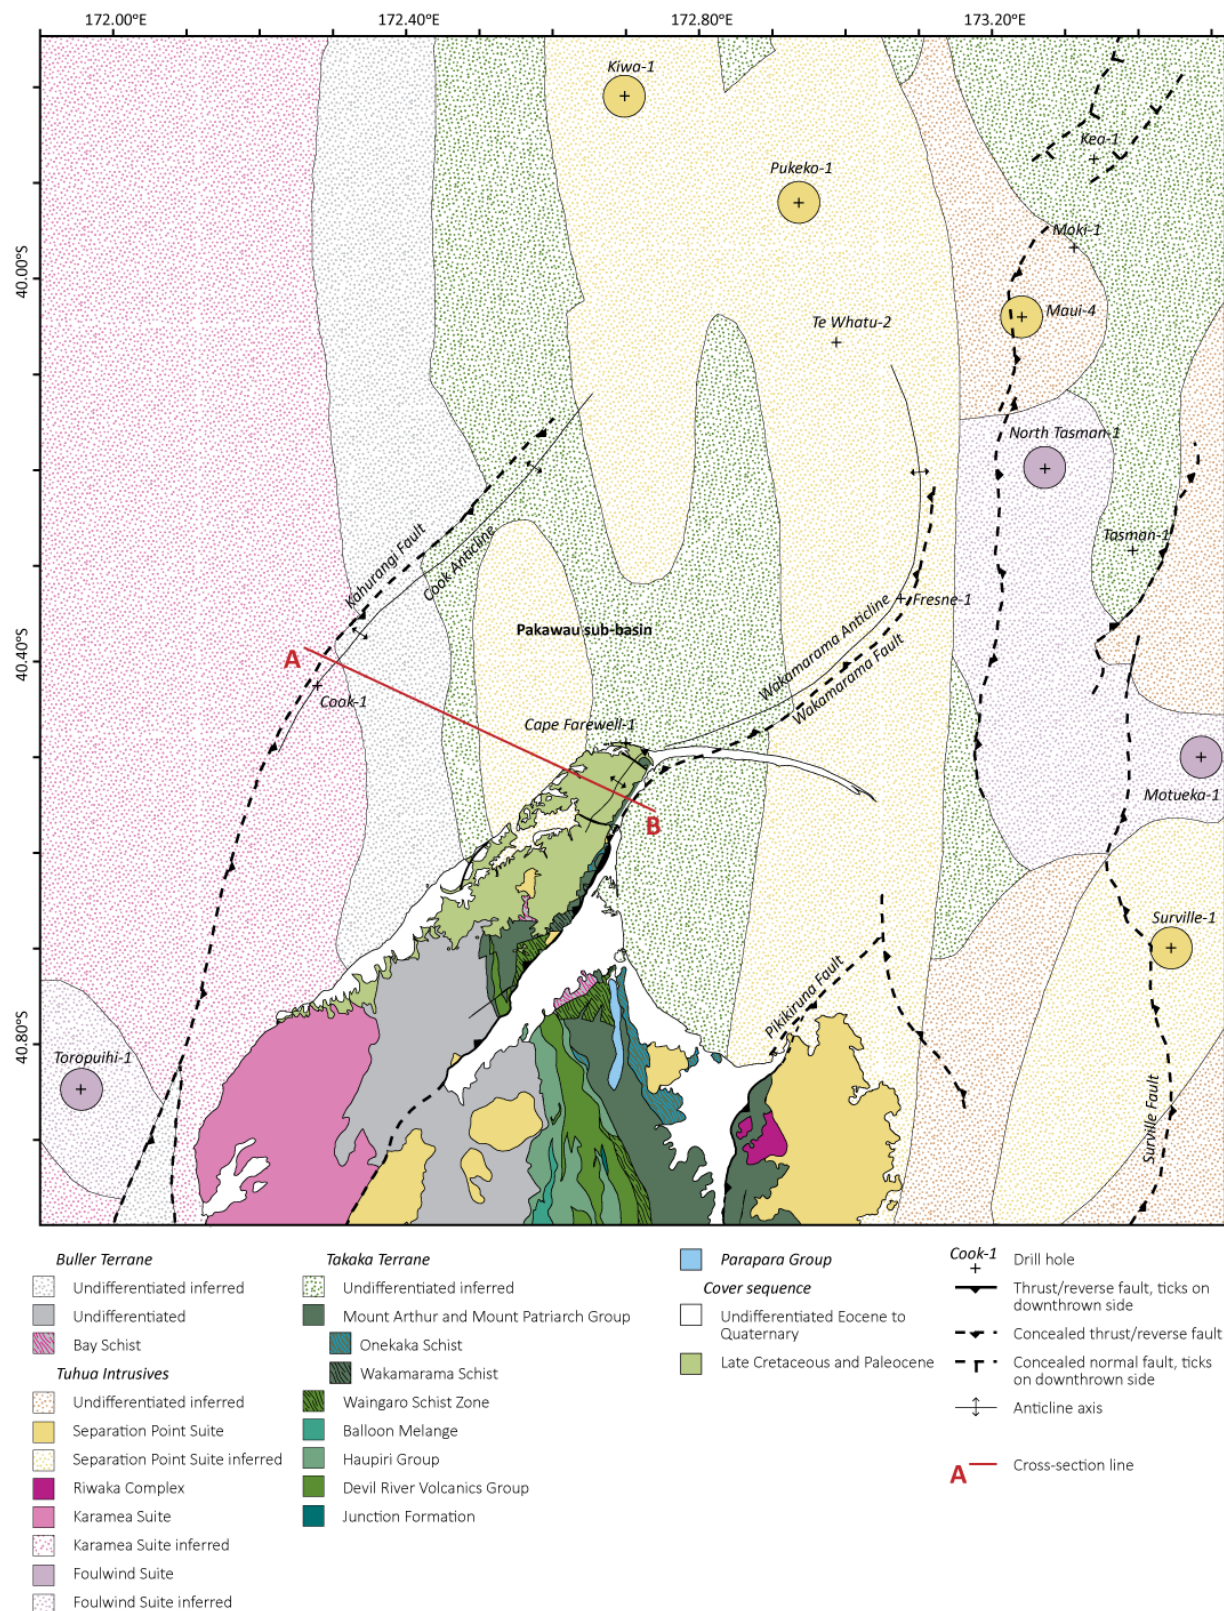 172.00°E
172.40°E
172.80°E
173.20°E
Kiwa-1
Kea-1
Pukeko-1
Moki-1
40.00°S
Maui-4
Te Whatu-2
North Tasman-1
Tasman-1
Kahurangi Fault
Cook Anticline
Fresne-1
Pakawau sub-basin
Wakamarama Anticline
Wakamarama Fault
40.40°S
A
Cook-1
Cape Farewell-1
Motueka-1
B
Surville-1
Pikikiruna Fault
40.80°S
Toropuihi-1
Surville Fault
Buller Terrane
Undifferentiated inferred
Undifferentiated
Bay Schist
Tuhua Intrusives
Undifferentiated inferred
Separation Point Suite
Separation Point Suite inferred
Riwaka Complex
Karamea Suite
Karamea Suite inferred
Foulwind Suite
Foulwind Suite inferred
Takaka Terrane
Undifferentiated inferred
Mount Arthur and Mount Patriarch Group
Onekaka Schist
Wakamarama Schist
Waingaro Schist Zone
Balloon Melange
Haupiri Group
Devil River Volcanics Group
Junction Formation
Parapara Group
Cover sequence
Undifferentiated Eocene to
Quaternary
Late Cretaceous and Paleocene
Cook-1
Drill hole
Thrust/reverse fault, ticks on
downthrown side
Concealed thrust/reverse fault
Concealed normal fault, ticks
on downthrown side
Anticline axis
A
Cross-section line